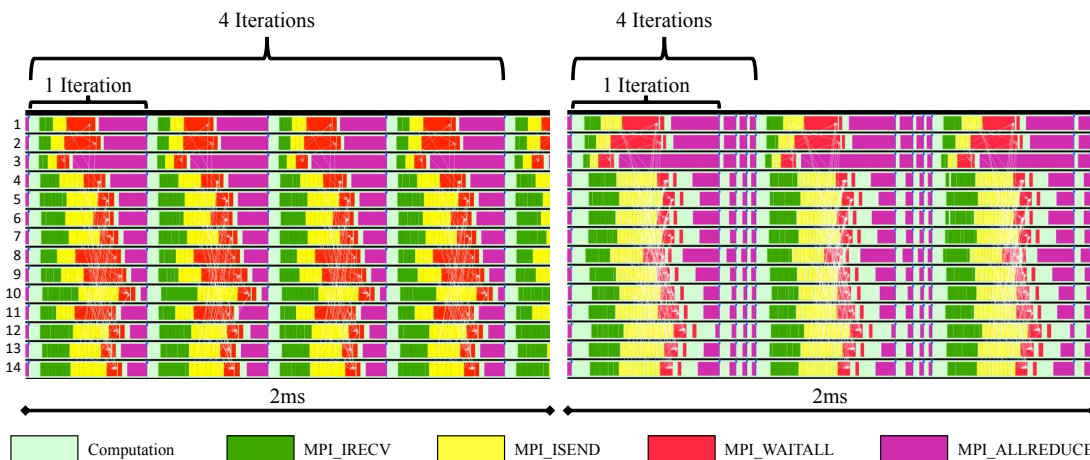 4 Iterations
4 Iterations
1 Iteration
1 Iteration
1
2
3
4
5
6
7
8
9
10
11
12
13
14
2ms
2ms
Computation
MPI_IRECV
MPI_ISEND
MPI_WAITALL
MPI_ALLREDUCE